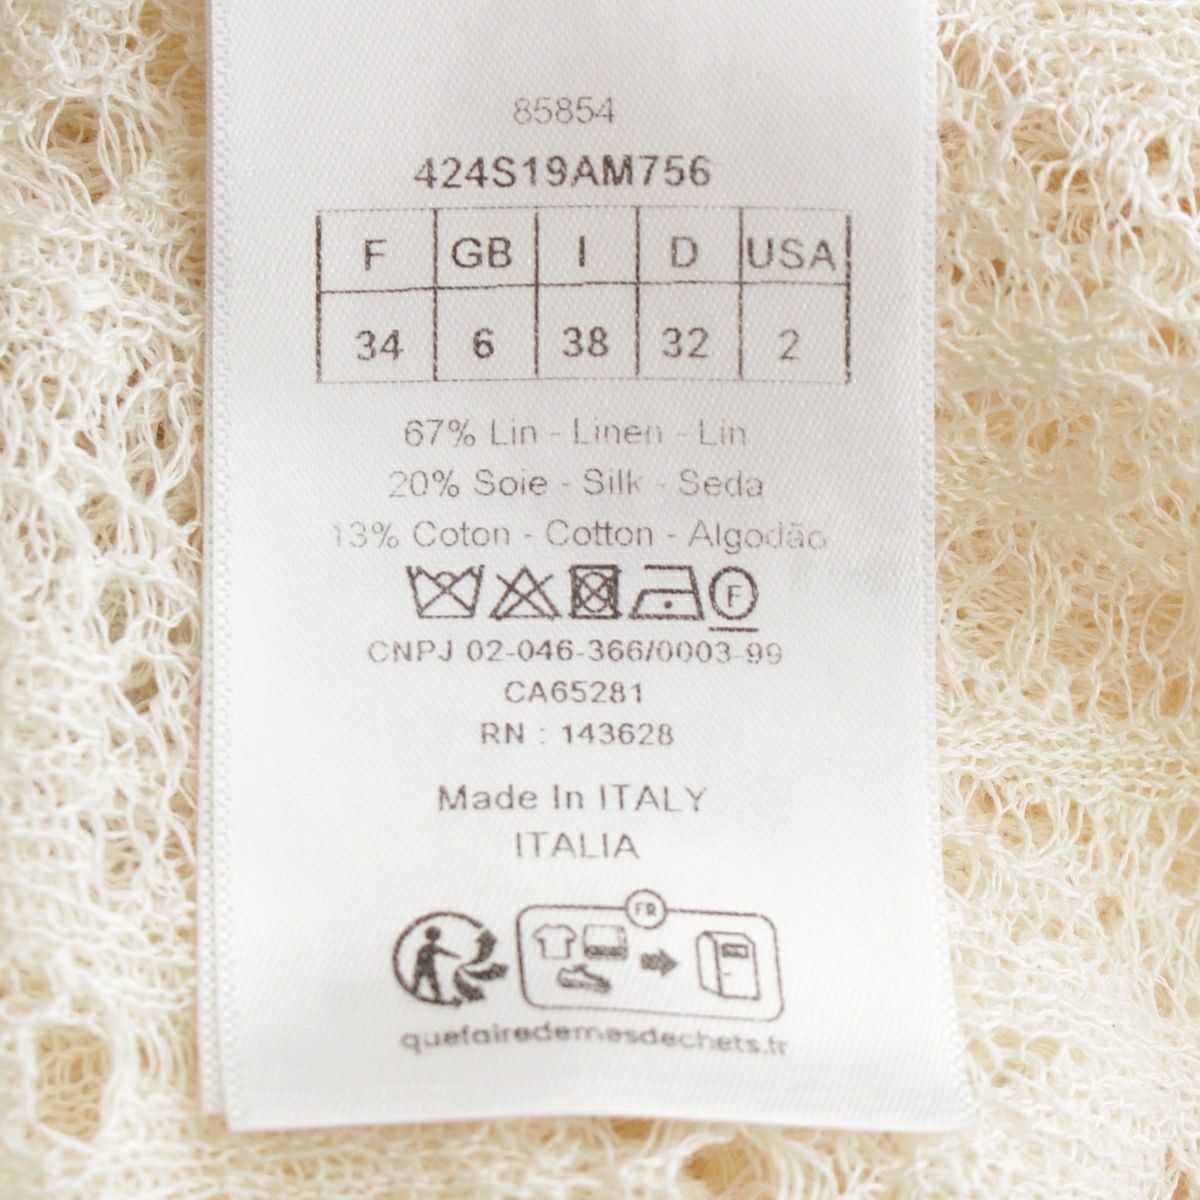 85854
424S19AM756
F GB I D USA
34 6 38 32 2
67% Lin - Linen - Lin
20% Soie - Silk - Seda
13% Coton - Cotton - Algodão
F
CNPJ 02-046-366/0003-99
CA65281
RN : 143628
Made In ITALY
ITALIA
FR
quefairedemesdechets.fr